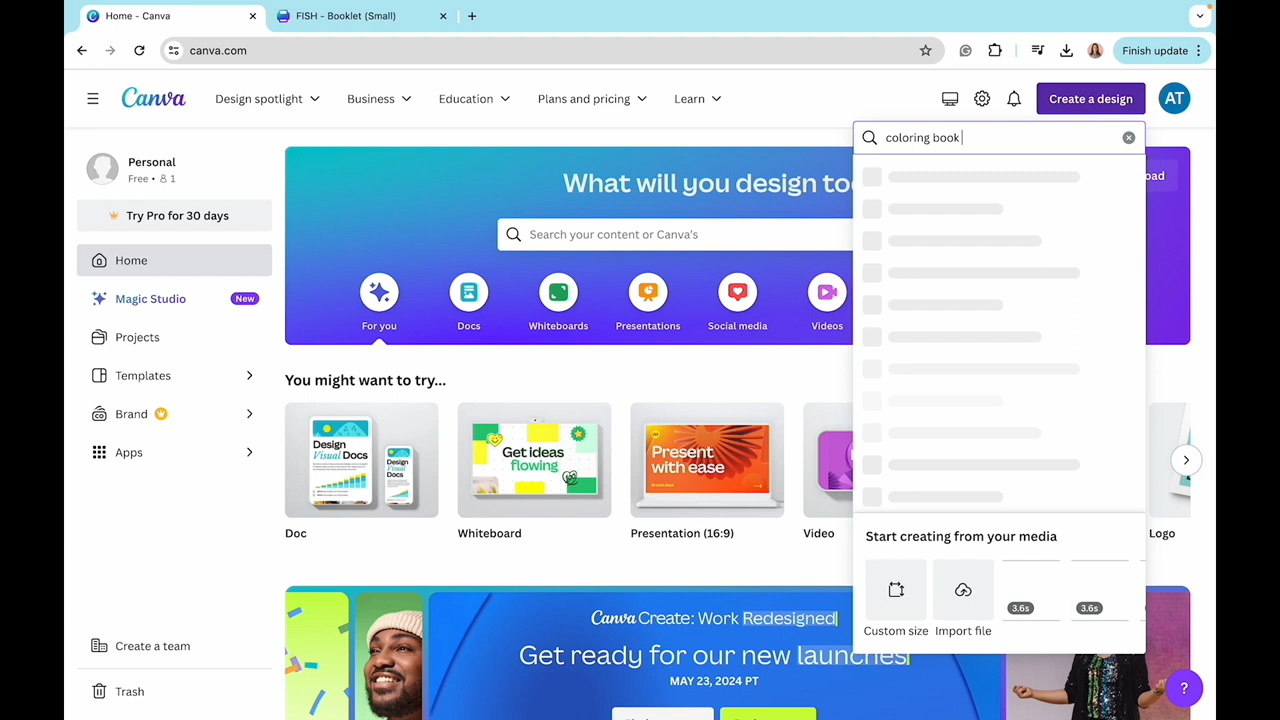 Home - Canva
FISH - Booklet (Small)
canva.com
Finish update
Canva
Design spotlight
Business
Education
Plans and pricing
Learn
Create a design
AT
Personal
Free • 1
Try Pro for 30 days
Home
Magic Studio
New
Projects
Templates
Brand
Apps
Create a team
Trash
What will you design to
Search your content or Canva's
For you
Docs
Whiteboards
Presentations
Social media
Videos
coloring book
oad
You might want to try...
Design
Visual Docs
Design
Visual
Docs
Get ideas
flowing
Present
with ease
Doc
Whiteboard
Presentation (16:9)
Video
Logo
Start creating from your media
3.6s
3.6s
Custom size
Import file
Canva Create: Work Redesigned
Get ready for our new launches
MAY 23, 2024 PT
?